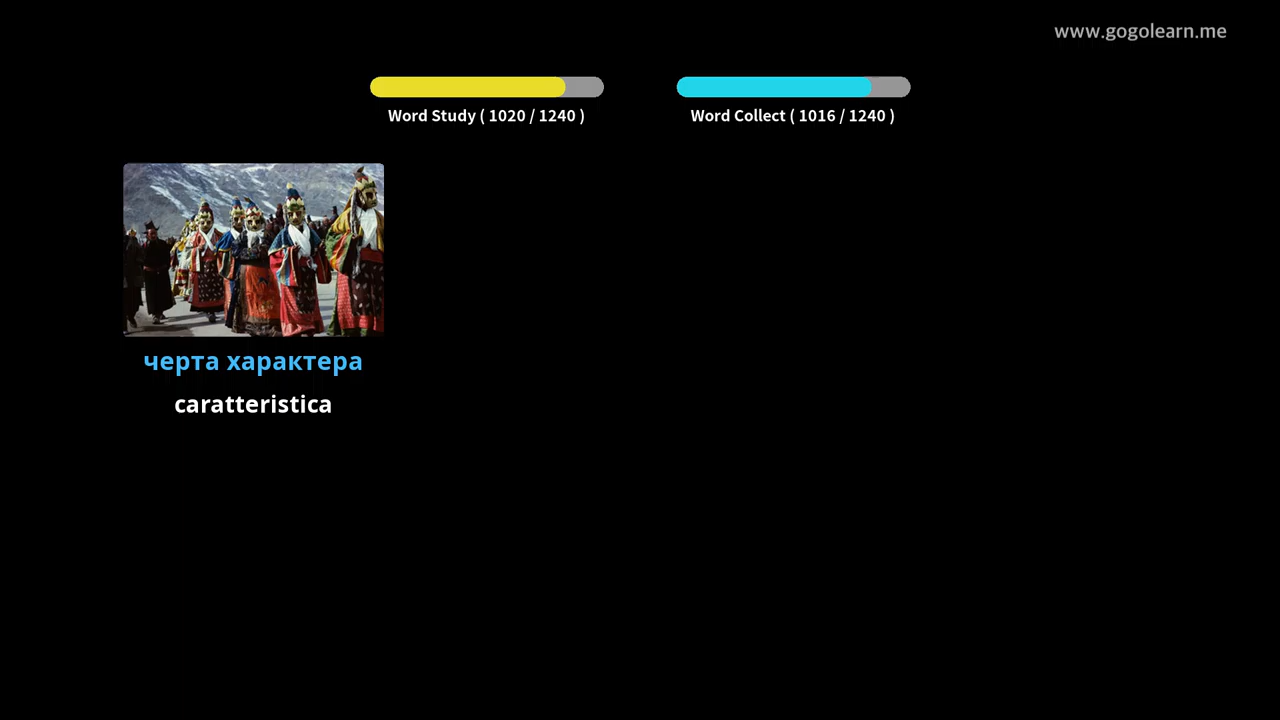 www.gogolearn.me
Word Study ( 1020 / 1240 )
Word Collect ( 1016 / 1240 )
черта характера
caratteristica